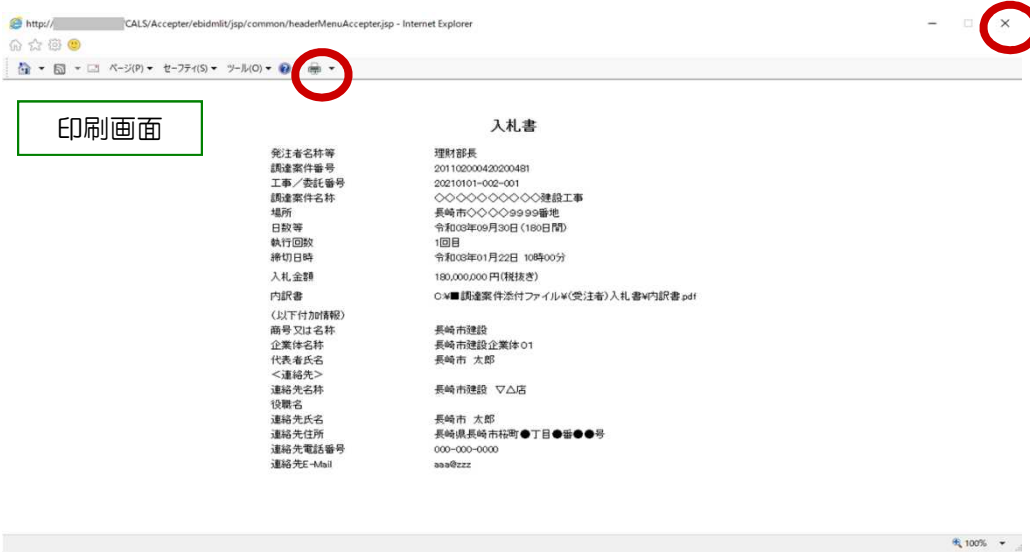 http:// /CALS/Accepter/ebidmlit/jsp/common/headerMenuAccepter.jsp - Internet Explorer
ページ(P) セーフティ(S) ツール(O)
印刷画面
入札書
発注者名称等 理財部長
調達案件番号 201102000420200481
工事/委託番号 20210101-002-001
調達案件名称 ◇◇◇◇◇◇◇◇◇◇建設工事
場所 長崎市◇◇◇◇9999番地
日数等 令和03年09月30日(180日間)
執行回数 1回目
締切日時 令和03年01月22日 10時00分
入札金額 180,000,000 円(税抜き)
内訳書 C:¥■調達案件添付ファイル¥(受注者)入札書¥内訳書.pdf
(以下付加情報)
商号又は名称 長崎市建設
企業体名称 長崎市建設企業体01
代表者氏名 長崎市 太郎
<連絡先>
連絡先名称 長崎市建設 ▽△店
役職名
連絡先氏名 長崎市 太郎
連絡先住所 長崎県長崎市桜町●丁目●番●●号
連絡先電話番号 000-000-0000
連絡先E-Mail aaa@zzz
100%